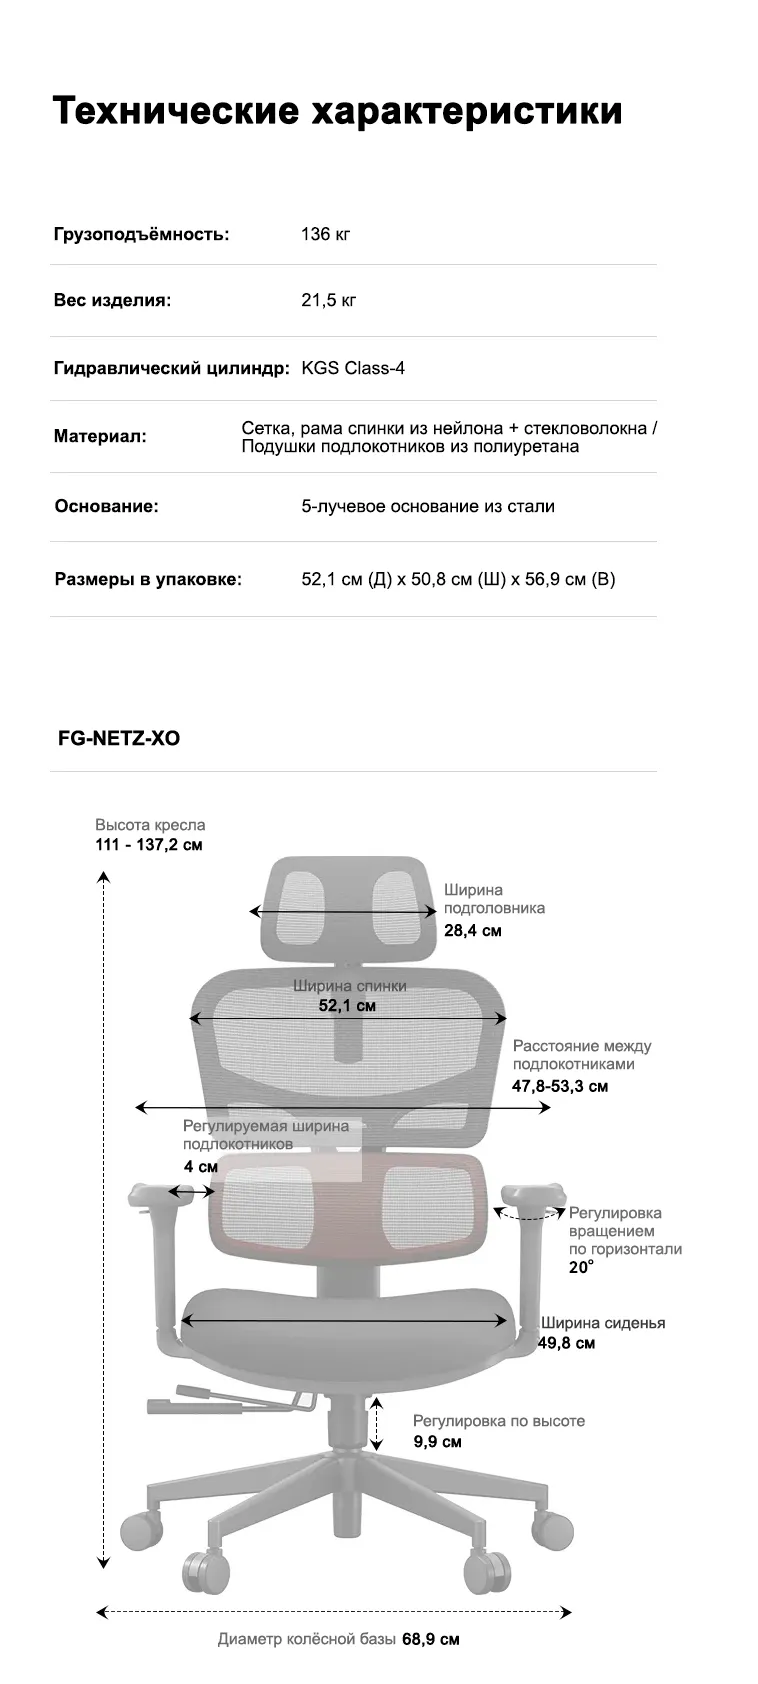 Технические характеристики
Грузоподъёмность: 136 кг
Вес изделия: 21,5 кг
Гидравлический цилиндр: KGS Class-4
Материал: Сетка, рама спинки из нейлона + стекловолокна /
Подушки подлокотников из полиуретана
Основание: 5-лучевое основание из стали
Размеры в упаковке: 52,1 см (Д) x 50,8 см (Ш) x 56,9 см (В)
FG-NETZ-XO
Высота кресла
111 - 137,2 см
Ширина
подголовника
28,4 см
Ширина спинки
52,1 см
Расстояние между
подлокотниками
47,8-53,3 см
Регулируемая ширина
подлокотников
4 см
Регулировка
вращением
по горизонтали
20°
Ширина сиденья
49,8 см
Регулировка по высоте
9,9 см
Диаметр колёсной базы 68,9 см